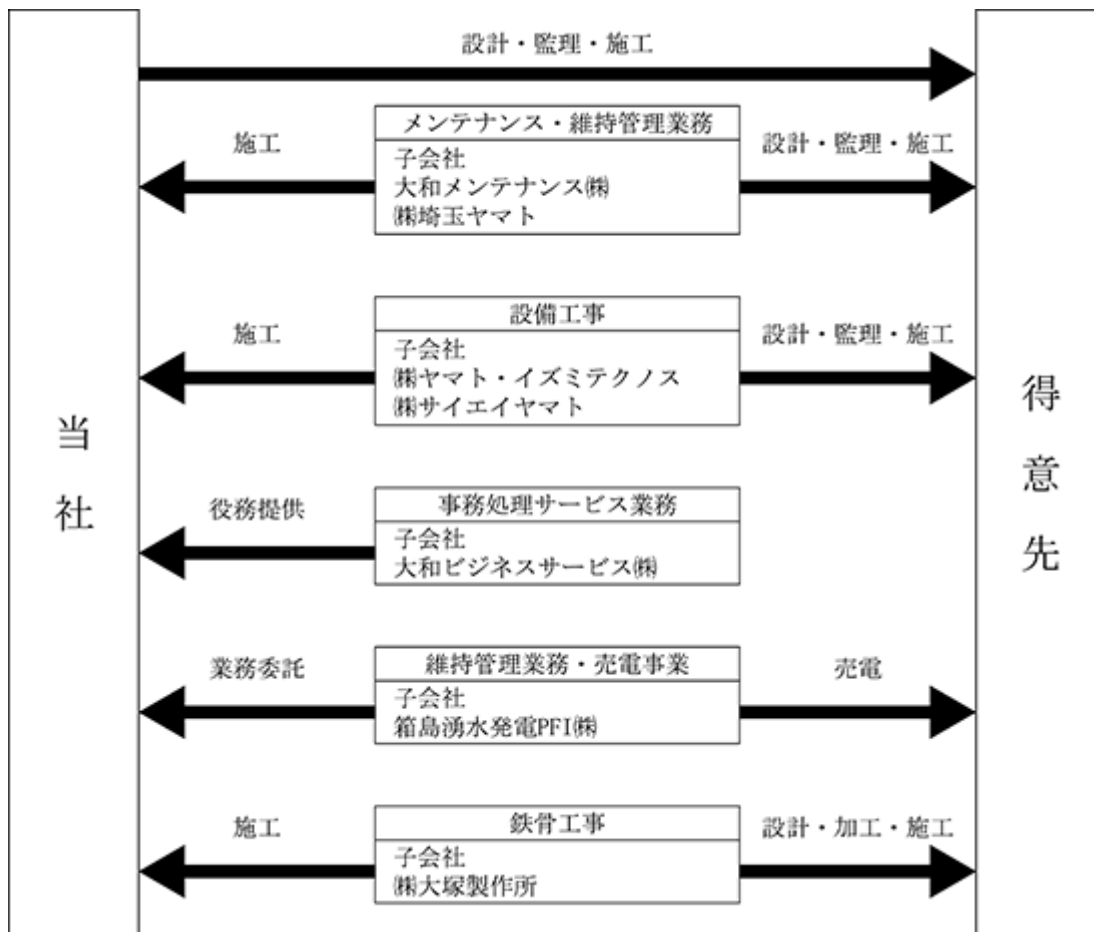 設計・監理・施工
メンテナンス・維持管理業務
施工
設計・監理・施工
子会社
大和メンテナンス㈱
㈱埼玉ヤマト
設備工事
施工
設計・監理・施工
子会社
㈱ヤマト・イズミテクノス
㈱サイエイヤマト
当社
得意先
事務処理サービス業務
役務提供
子会社
大和ビジネスサービス㈱
維持管理業務・売電事業
業務委託
売電
子会社
箱島湧水発電PFI㈱
鉄骨工事
施工
設計・加工・施工
子会社
㈱大塚製作所